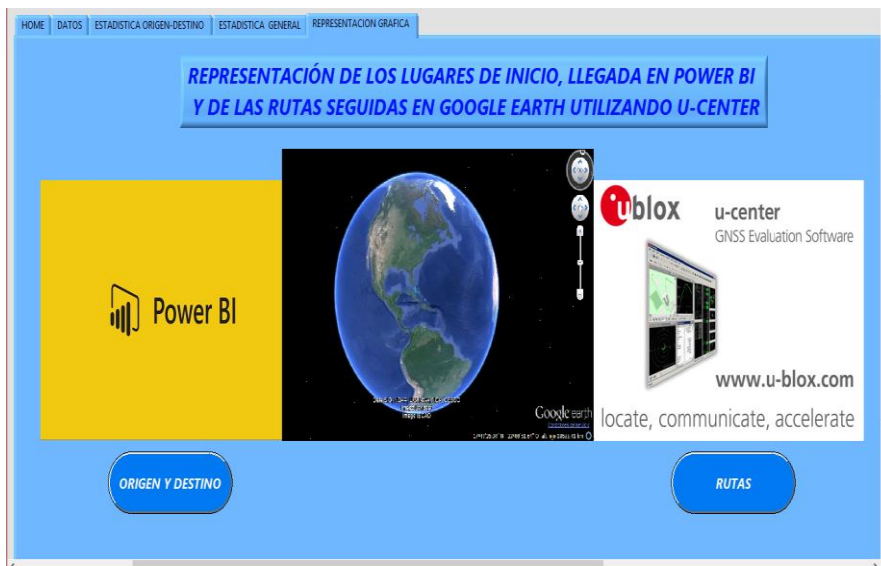 HOME DATOS ESTADISTICA ORIGEN-DESTINO ESTADISTICA GENERAL REPRESENTACION GRAFICA
REPRESENTACIÓN DE LOS LUGARES DE INICIO, LLEGADA EN POWER BI
Y DE LAS RUTAS SEGUIDAS EN GOOGLE EARTH UTILIZANDO U-CENTER
Power BI
Google earth
ublox
u-center
GNSS Evaluation Software
www.u-blox.com
locate, communicate, accelerate
ORIGEN Y DESTINO
RUTAS